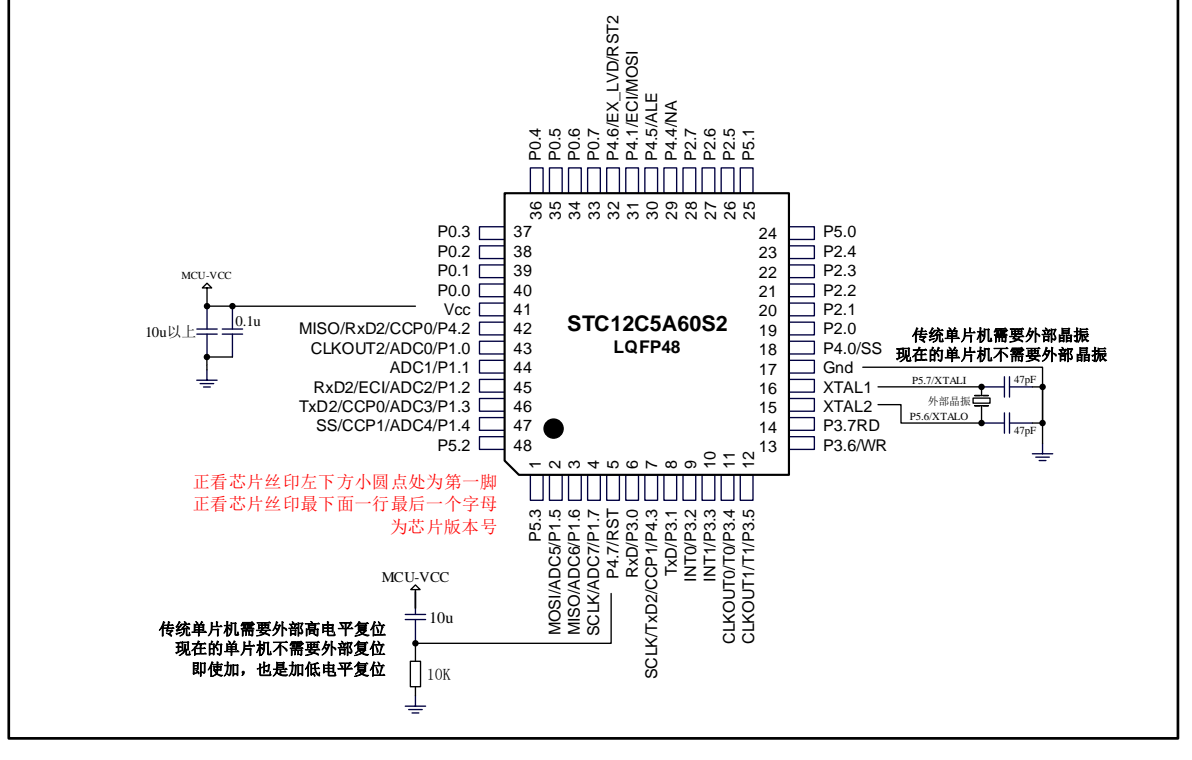 P0.4
P0.5
P0.6
P0.7
P4.6/EX_LVD/RST2
P4.1/ECI/MOSI
P4.5/ALE
P4.4/NA
P2.7
P2.6
P2.5
P5.1
36
35
34
33
32
31
30
29
28
27
26
25
P0.3 37
P0.2 38
P0.1 39
P0.0 40
Vcc 41
MISO/RxD2/CCP0/P4.2 42
CLKOUT2/ADC0/P1.0 43
ADC1/P1.1 44
RxD2/ECI/ADC2/P1.2 45
TxD2/CCP0/ADC3/P1.3 46
SS/CCP1/ADC4/P1.4 47
P5.2 48
MCU-VCC
10u以上
0.1u
STC12C5A60S2
LQFP48
24 P5.0
23 P2.4
22 P2.3
21 P2.2
20 P2.1
19 P2.0
18 P4.0/SS
17 Gnd
16 XTAL1
15 XTAL2
14 P3.7RD
13 P3.6/WR
传统单片机需要外部晶振
现在的单片机不需要外部晶振
P5.7/XTALI
47pF
外部晶振
P5.6/XTALO
47pF
1
2
3
4
5
6
7
8
9
10
11
12
P5.3
MOSI/ADC5/P1.5
MISO/ADC6/P1.6
SCLK/ADC7/P1.7
P4.7/RST
RxD/P3.0
SCLK/TxD2/CCP1/P4.3
TxD/P3.1
INT0/P3.2
INT1/P3.3
CLKOUT0/T0/P3.4
CLKOUT1/T1/P3.5
正看芯片丝印左下方小圆点处为第一脚
正看芯片丝印最下面一行最后一个字母
为芯片版本号
MCU-VCC
10u
传统单片机需要外部高电平复位
现在的单片机不需要外部复位
即使加，也是加低电平复位
10K